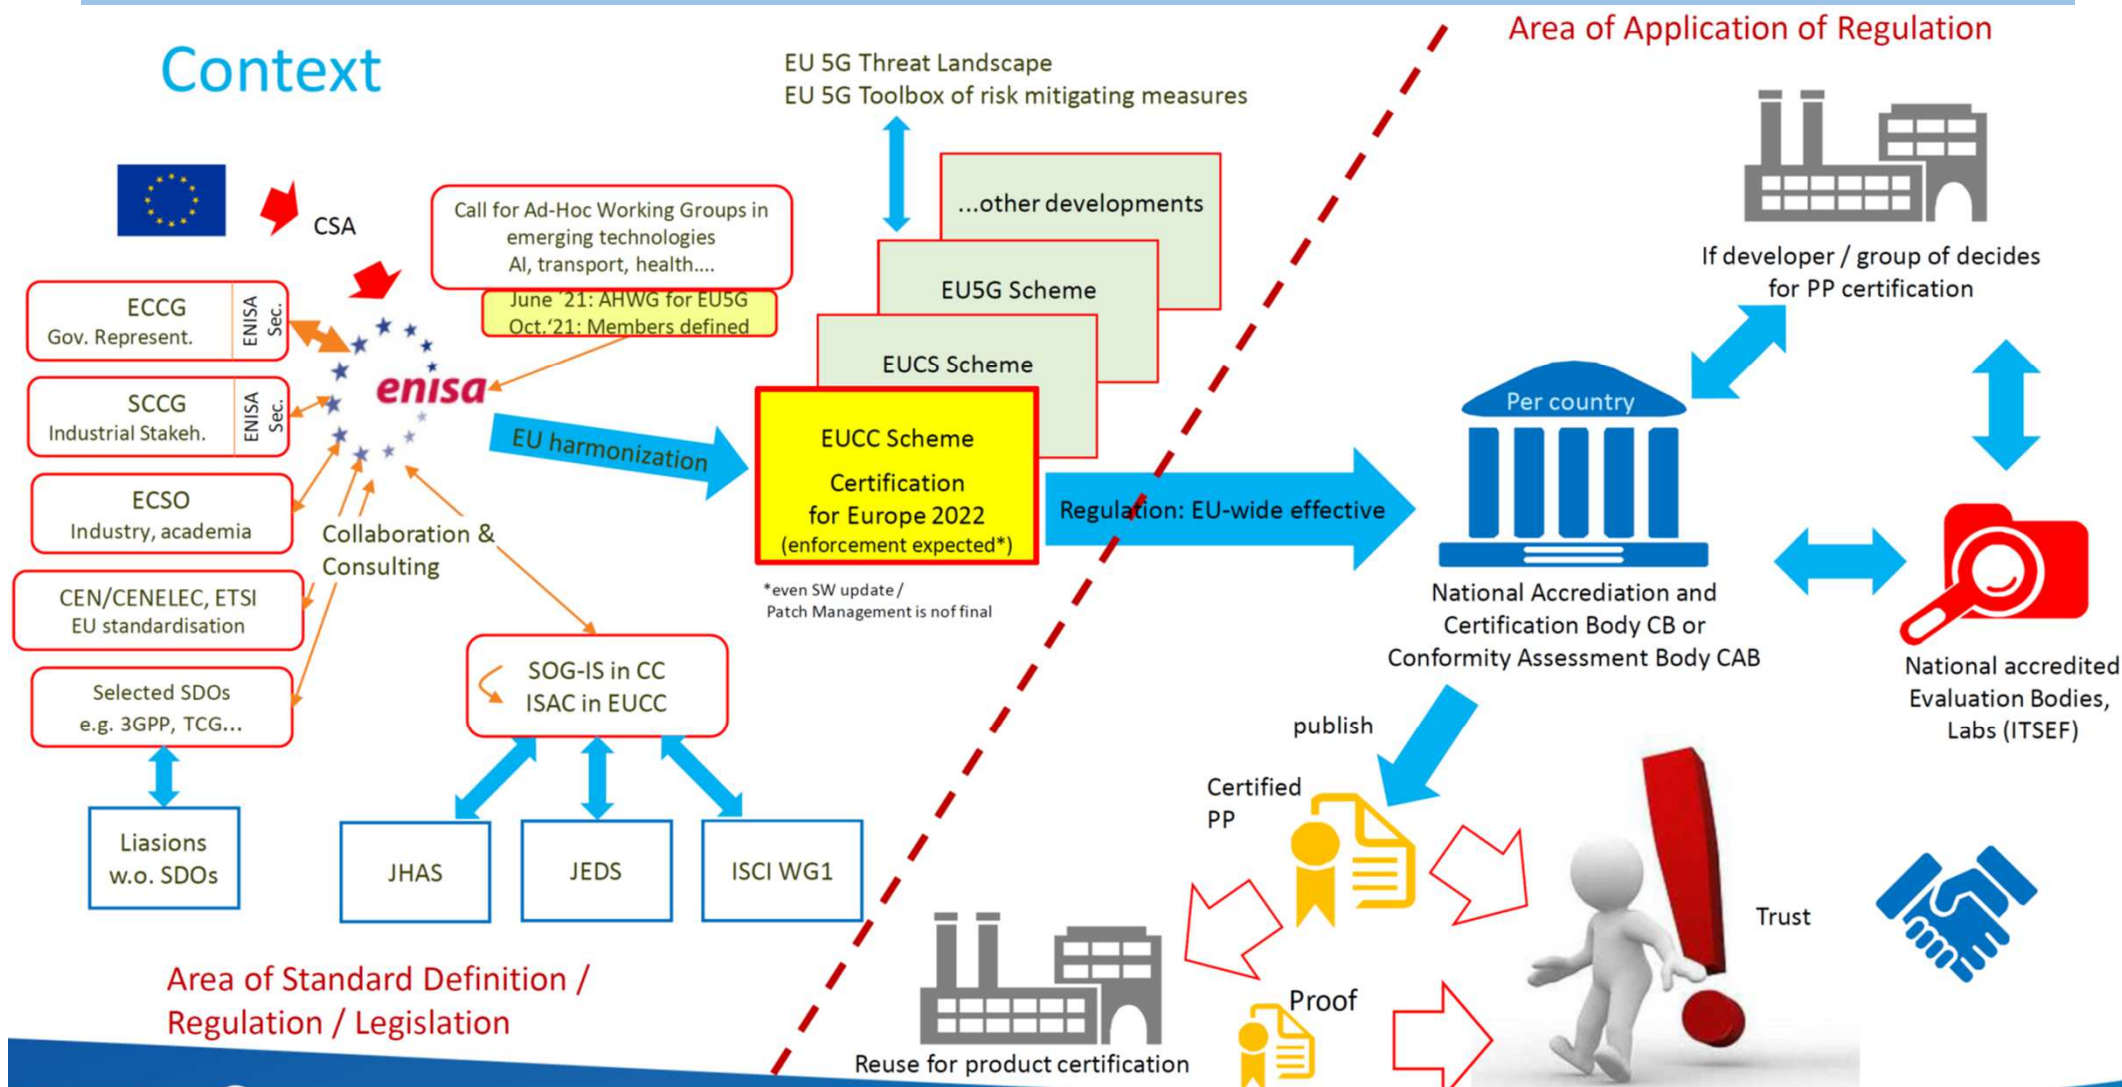 Context
Area of Application of Regulation
EU 5G Threat Landscape
EU 5G Toolbox of risk mitigating measures
CSA
Call for Ad-Hoc Working Groups in
emerging technologies
AI, transport, health....
June ´21: AHWG for EU5G
Oct.‘21: Members defined
ECCG
Gov. Represent.
ENISA
Sec.
SCCG
Industrial Stakeh.
ENISA
Sec.
ECSO
Industry, academia
CEN/CENELEC, ETSI
EU standardisation
Selected SDOs
e.g. 3GPP, TCG...
Liasions
w.o. SDOs
enisa
Collaboration &
Consulting
EU harmonization
...other developments
EU5G Scheme
EUCS Scheme
EUCC Scheme
Certification
for Europe 2022
(enforcement expected*)
*even SW update /
Patch Management is nof final
SOG-IS in CC
ISAC in EUCC
JHAS
JEDS
ISCI WG1
Area of Standard Definition /
Regulation / Legislation
Regulation: EU-wide effective
If developer / group of decides
for PP certification
Per country
National Accrediation and
Certification Body CB or
Conformity Assessment Body CAB
National accredited
Evaluation Bodies,
Labs (ITSEF)
publish
Certified
PP
Trust
Proof
Reuse for product certification